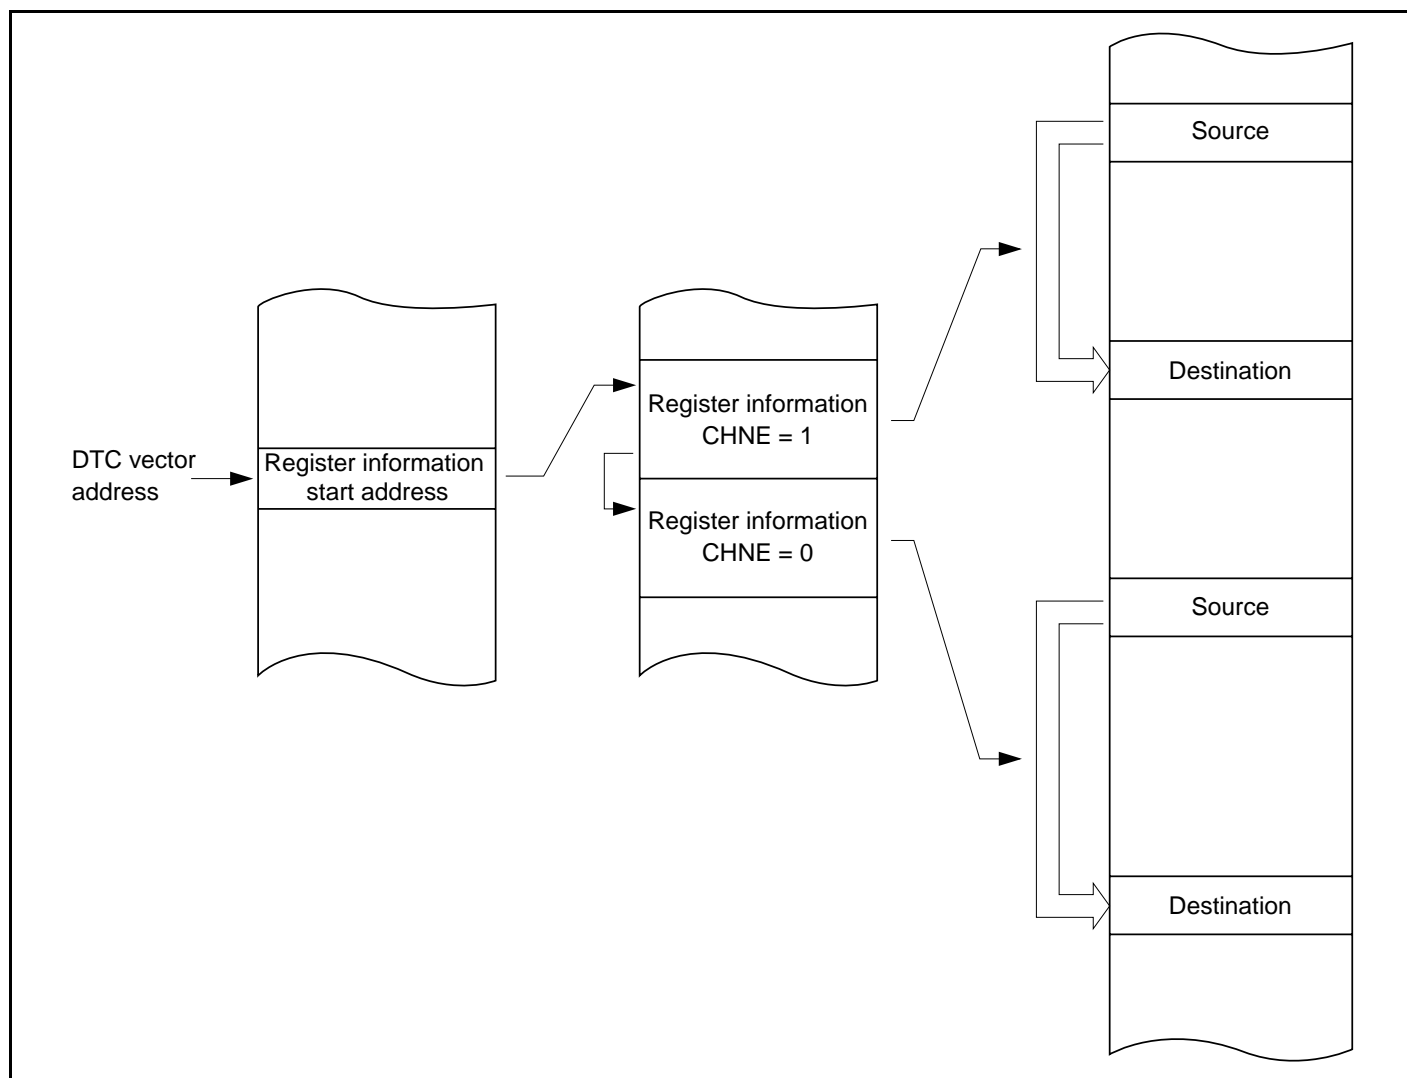 DTC vector
address
Register information
start address
Register information
CHNE = 1
Register information
CHNE = 0
Source
Destination
Source
Destination